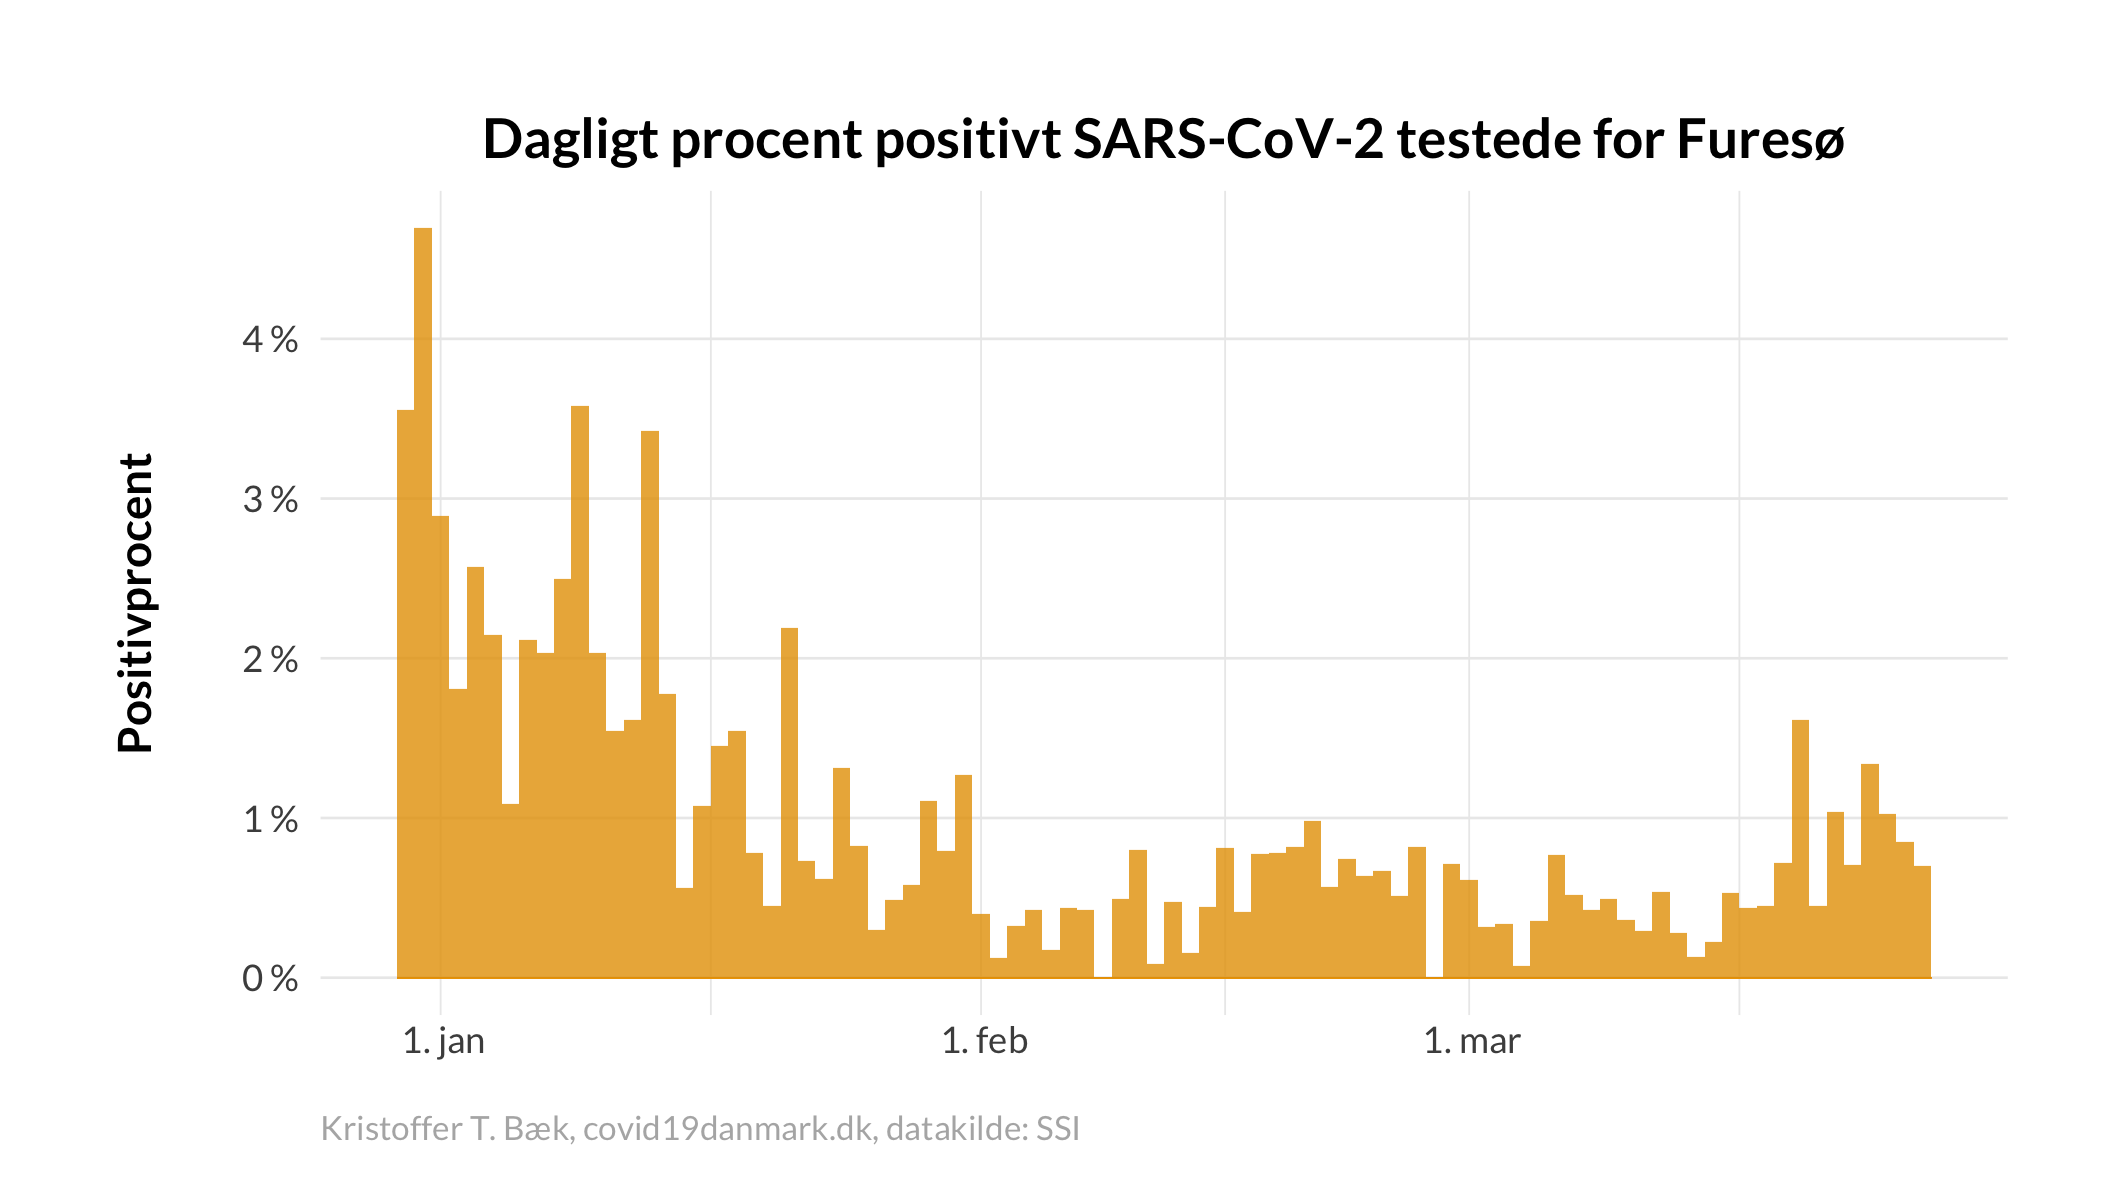 Dagligt procent positivt SARS-CoV-2 testede for Furesø
Positivprocent
4 %
3 %
2 %
1 %
0 %
1. jan
1. feb
1. mar
Kristoffer T. Bæk, covid19danmark.dk, datakilde: SSI